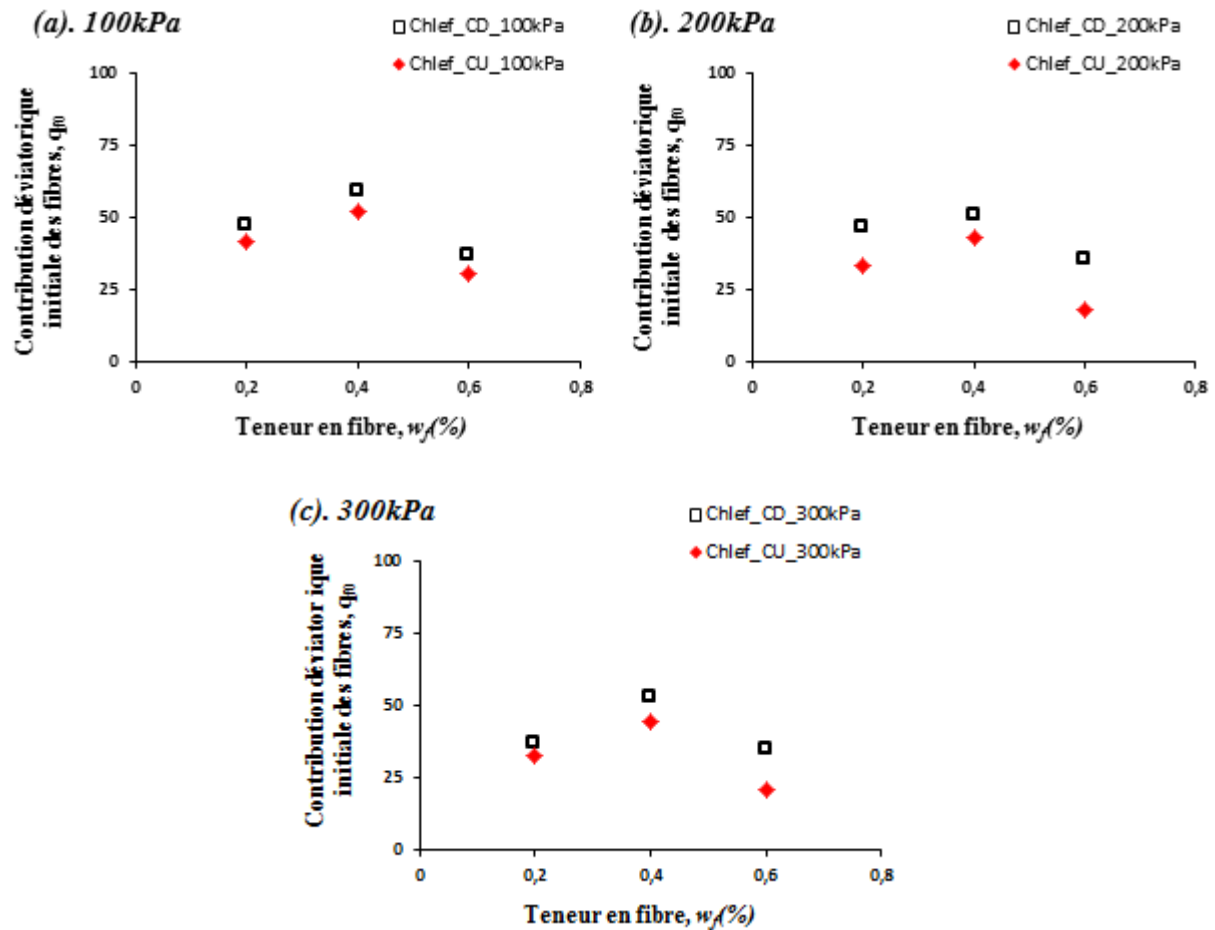 (a). 100kPa
Chlef_CD_100kPa
Chlef_CU_100kPa
Contribution déviatorique
initiale des fibres, qf0
100
75
50
25
0
0
0,2
0,4
0,6
0,8
Teneur en fibre, wf(%)
(b). 200kPa
Chlef_CD_200kPa
Chlef_CU_200kPa
Contribution déviatorique
initiale des fibres, qf0
100
75
50
25
0
0
0,2
0,4
0,6
0,8
Teneur en fibre, wf(%)
(c). 300kPa
Chlef_CD_300kPa
Chlef_CU_300kPa
Contribution déviator ique
initiale des fibres, qf0
100
75
50
25
0
0
0,2
0,4
0,6
0,8
Teneur en fibre, wf(%)